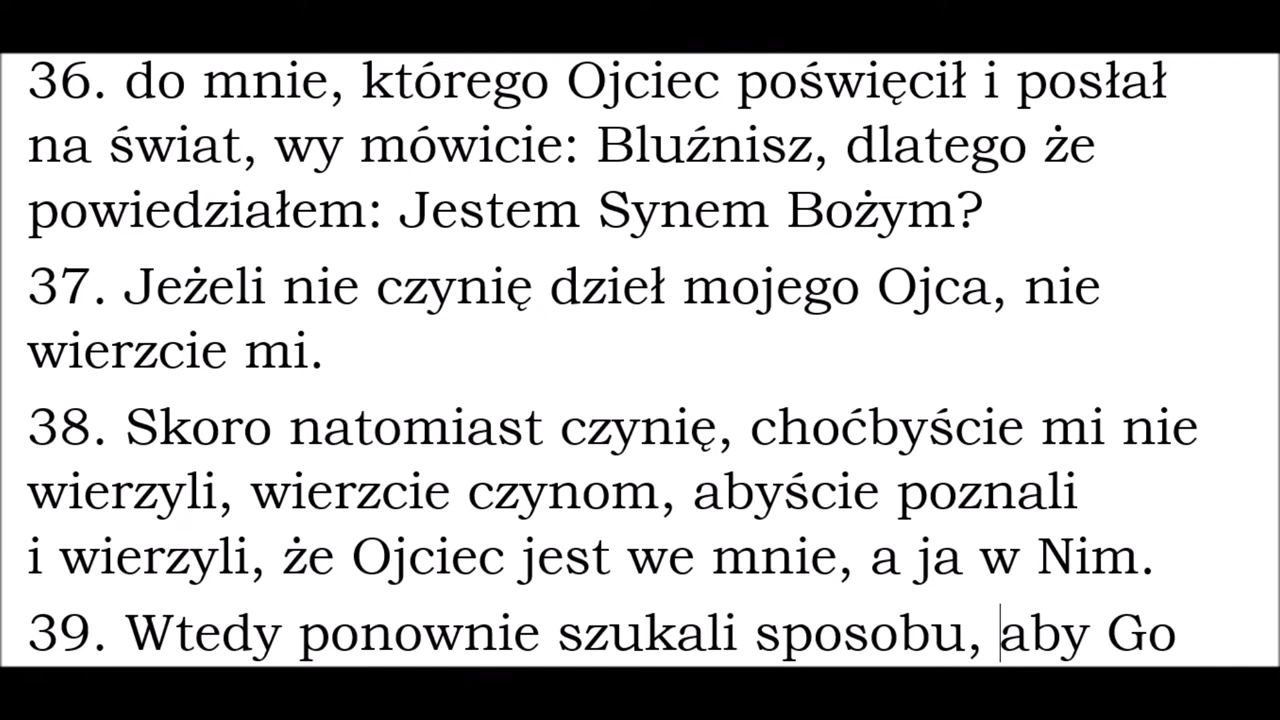 36. do mnie, którego Ojciec poświęcił i posłał
na świat, wy mówicie: Bluźnisz, dlatego że
powiedziałem: Jestem Synem Bożym?
37. Jeżeli nie czynię dzieł mojego Ojca, nie
wierzcie mi.
38. Skoro natomiast czynię, choćbyście mi nie
wierzyli, wierzcie czynom, abyście poznali
i wierzyli, że Ojciec jest we mnie, a ja w Nim.
39. Wtedy ponownie szukali sposobu, aby Go